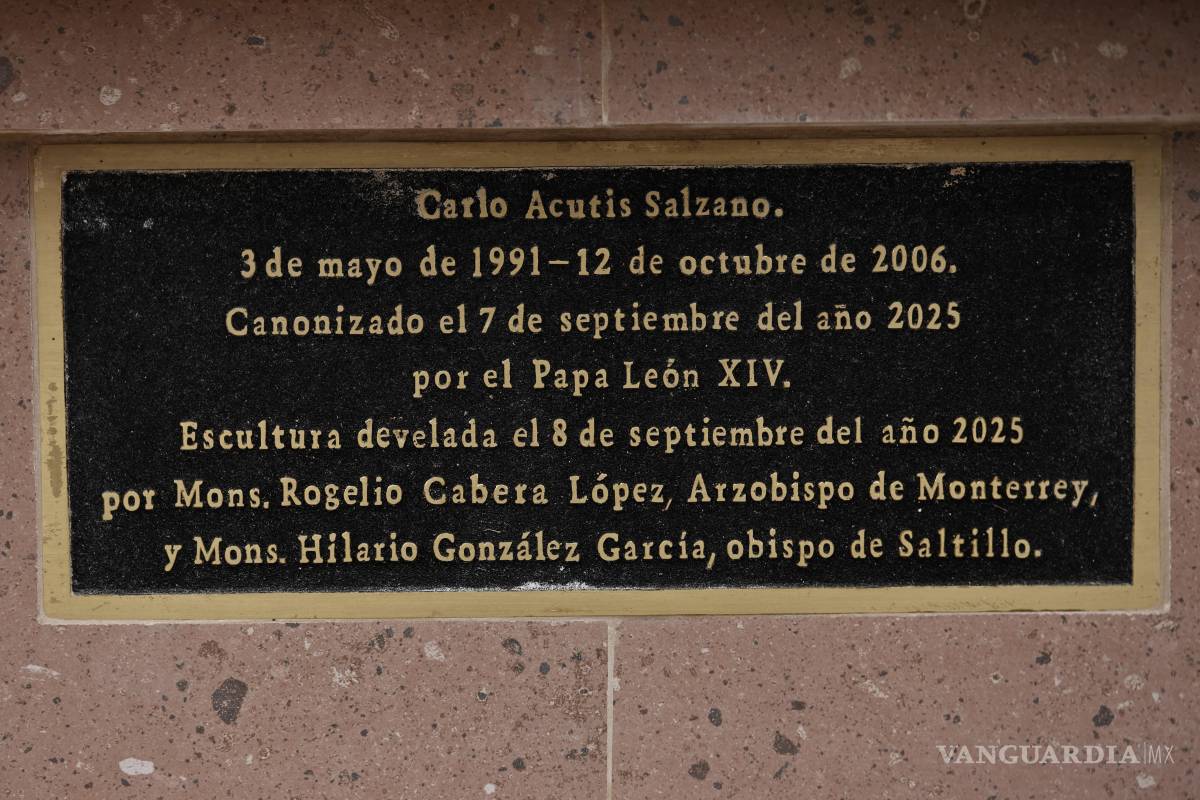 Carlo Acutis Salzano.
3 de mayo de 1991–12 de octubre de 2006.
Canonizado el 7 de septiembre del año 2025
por el Papa León XIV.
Escultura develada el 8 de septiembre del año 2025
por Mons. Rogelio Cabera López, Arzobispo de Monterrey,
y Mons. Hilario González García, obispo de Saltillo.
VANGUARDIA|MX